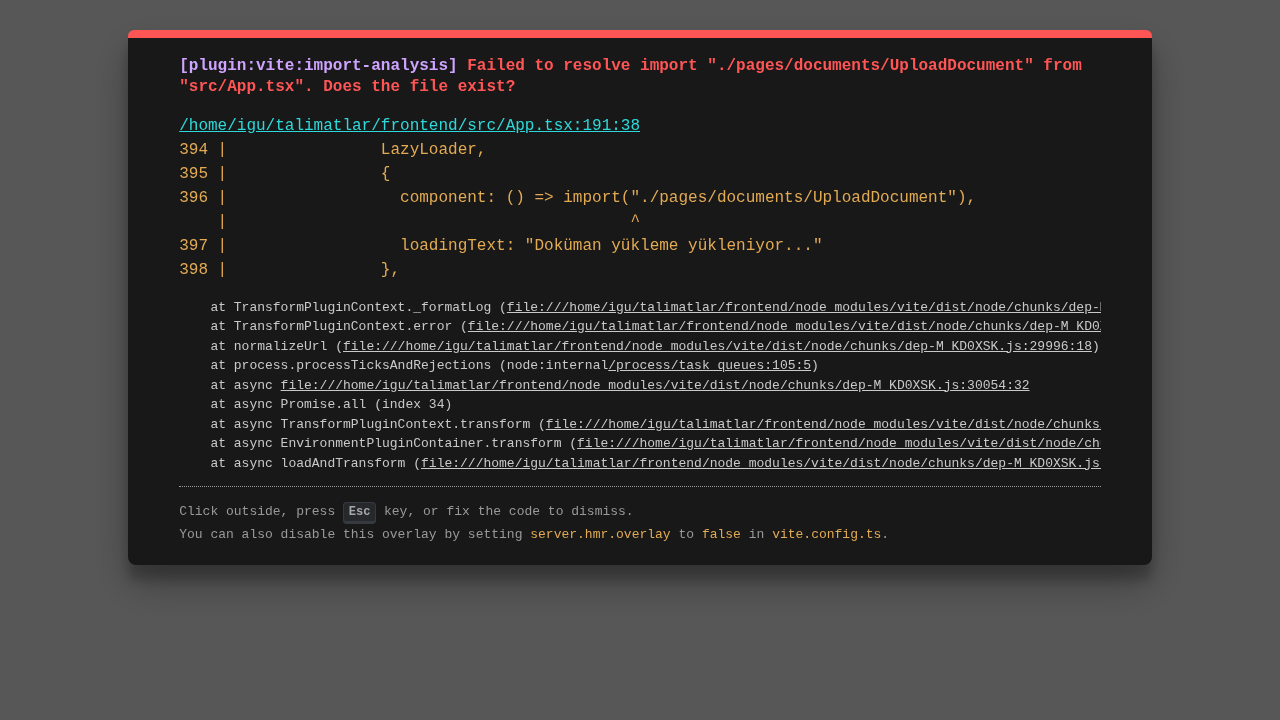 [plugin:vite:import-analysis] Failed to resolve import "./pages/documents/UploadDocument" from
"src/App.tsx". Does the file exist?
/home/igu/talimatlar/frontend/src/App.tsx:191:38
394 |                LazyLoader,
395 |                {
396 |                  component: () => import("./pages/documents/UploadDocument"),
    |                                          ^
397 |                  loadingText: "Doküman yükleme yükleniyor..."
398 |                },
at TransformPluginContext._formatLog (file:///home/igu/talimatlar/frontend/node_modules/vite/dist/node/chunks/dep-
at TransformPluginContext.error (file:///home/igu/talimatlar/frontend/node_modules/vite/dist/node/chunks/dep-M_KD0
at normalizeUrl (file:///home/igu/talimatlar/frontend/node_modules/vite/dist/node/chunks/dep-M_KD0XSK.js:29996:18)
at process.processTicksAndRejections (node:internal/process/task_queues:105:5)
at async file:///home/igu/talimatlar/frontend/node_modules/vite/dist/node/chunks/dep-M_KD0XSK.js:30054:32
at async Promise.all (index 34)
at async TransformPluginContext.transform (file:///home/igu/talimatlar/frontend/node_modules/vite/dist/node/chunks
at async EnvironmentPluginContainer.transform (file:///home/igu/talimatlar/frontend/node_modules/vite/dist/node/ch
at async loadAndTransform (file:///home/igu/talimatlar/frontend/node_modules/vite/dist/node/chunks/dep-M_KD0XSK.js
Click outside, press Esc key, or fix the code to dismiss.
You can also disable this overlay by setting server.hmr.overlay to false in vite.config.ts.